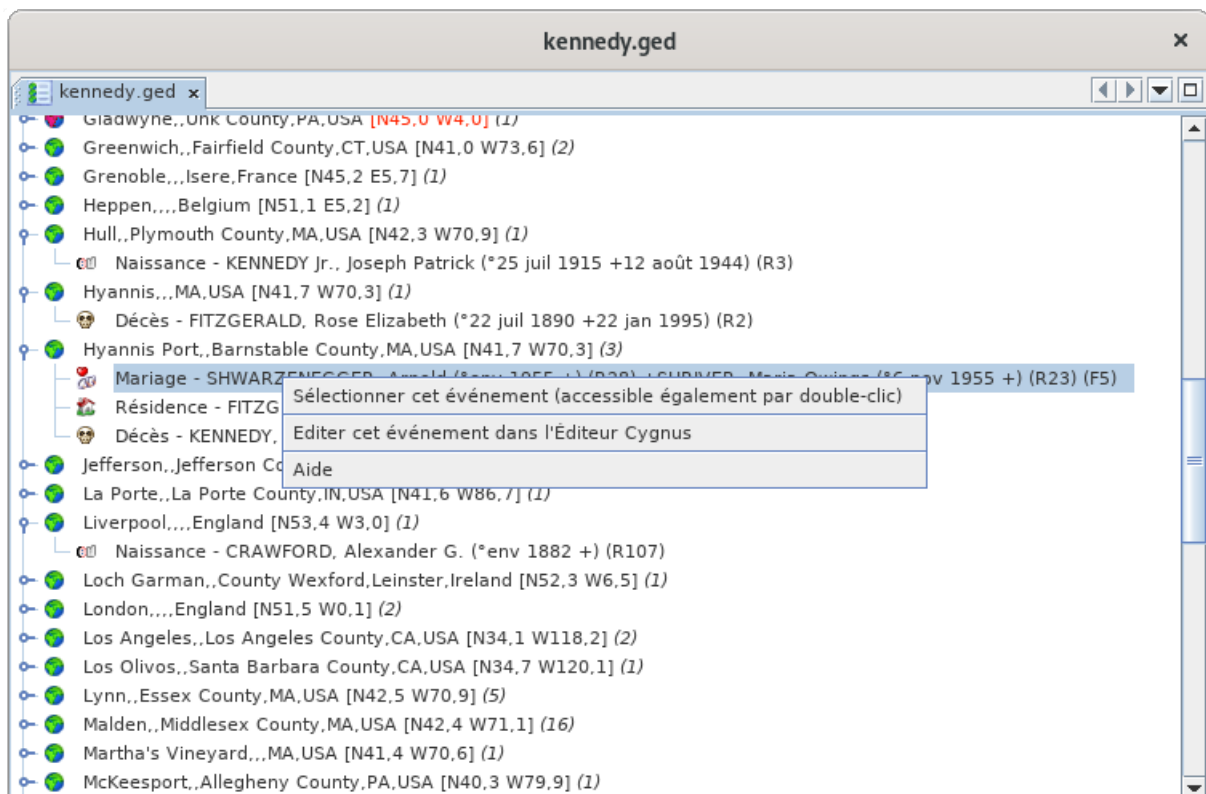 kennedy.ged
kennedy.ged
Gladwyne,,Unk County,PA,USA [N45,0 W4,0] (1)
Greenwich,,Fairfield County,CT,USA [N41,0 W73,6] (2)
Grenoble,,,Isere,France [N45,2 E5,7] (1)
Heppen,,,,Belgium [N51,1 E5,2] (1)
Hull,,Plymouth County,MA,USA [N42,3 W70,9] (1)
Naissance - KENNEDY Jr., Joseph Patrick (°25 juil 1915 +12 août 1944) (R3)
Hyannis,,,MA,USA [N41,7 W70,3] (1)
Décès - FITZGERALD, Rose Elizabeth (°22 juil 1890 +22 jan 1995) (R2)
Hyannis Port,,Barnstable County,MA,USA [N41,7 W70,3] (3)
Mariage - SHWARZENEGGER, Arnold (°env 1955 +) (R28) +SHRIVER, Maria Owings (°6 nov 1955 +) (R23) (F5)
Sélectionner cet événement (accessible également par double-clic)
Résidence - FITZG
Editer cet événement dans l'Éditeur Cygnus
Décès - KENNEDY,
Aide
Jefferson,,Jefferson Co
La Porte,,La Porte County,IN,USA [N41,6 W86,7] (1)
Liverpool,,,,England [N53,4 W3,0] (1)
Naissance - CRAWFORD, Alexander G. (°env 1882 +) (R107)
Loch Garman,,County Wexford,Leinster,Ireland [N52,3 W6,5] (1)
London,,,,England [N51,5 W0,1] (2)
Los Angeles,,Los Angeles County,CA,USA [N34,1 W118,2] (2)
Los Olivos,,Santa Barbara County,CA,USA [N34,7 W120,1] (1)
Lynn,,Essex County,MA,USA [N42,5 W70,9] (5)
Malden,,Middlesex County,MA,USA [N42,4 W71,1] (16)
Martha's Vineyard,,,MA,USA [N41,4 W70,6] (1)
McKeesport,,Allegheny County,PA,USA [N40,3 W79,9] (1)